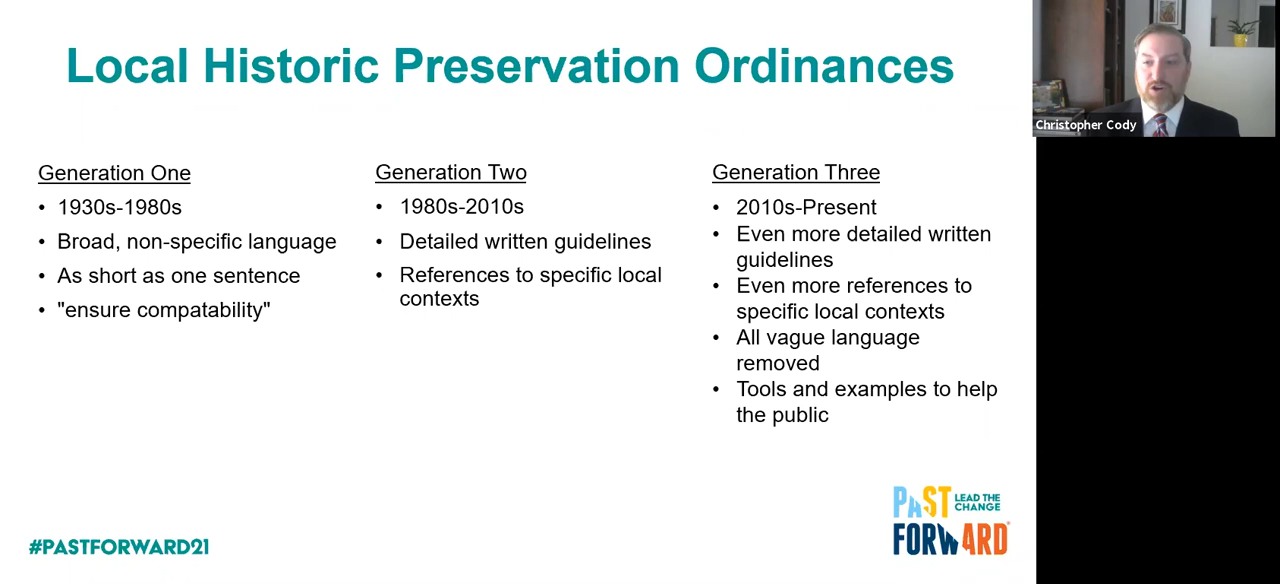 Local Historic Preservation Ordinances
Christopher Cody
Generation One
• 1930s-1980s
• Broad, non-specific language
• As short as one sentence
• "ensure compatability"
Generation Two
• 1980s-2010s
• Detailed written guidelines
• References to specific local
contexts
Generation Three
• 2010s-Present
• Even more detailed written
guidelines
• Even more references to
specific local contexts
• All vague language
removed
• Tools and examples to help
the public
#PASTFORWARD21
PAST
LEAD THE
CHANGE
FORWARD®